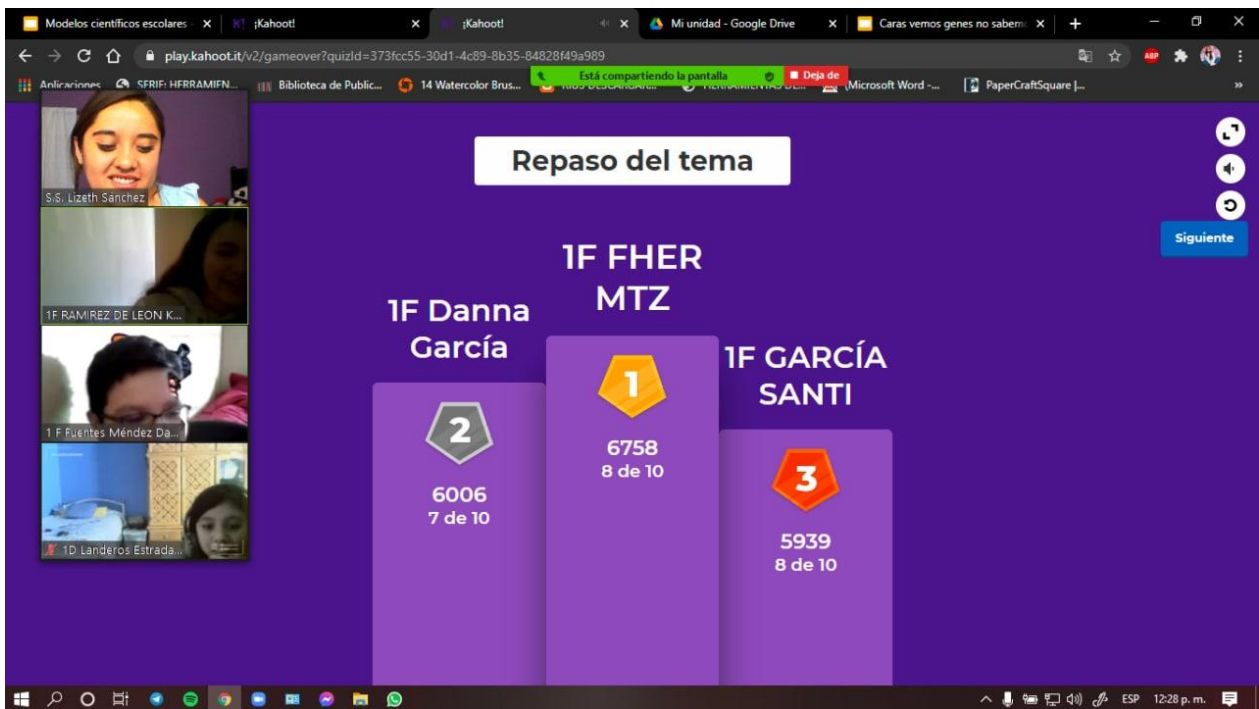 Modelos científicos escolares -
¡Kahoot!
¡Kahoot!
Mi unidad - Google Drive
Caras vemos genes no sabem
play.kahoot.it/v2/gameover?quizId=373fcc55-30d1-4c89-8b35-84828f49a989
ABP
Aplicaciones
SERIE: HERRAMIEN...
Biblioteca de Public...
14 Watercolor Brus...
Está compartiendo la pantalla
Deja de
(Microsoft Word -...
PaperCraftSquare |...
»
S.S. Lizeth Sánchez
1F RAMIREZ DE LEON K...
1 F Fuentes Méndez Da...
1D Landeros Estrada...
Repaso del tema
Siguiente
1F FHER
MTZ
1F Danna
García
1F GARCÍA
SANTI
1
6758
8 de 10
2
6006
7 de 10
3
5939
8 de 10
ESP
12:28 p. m.